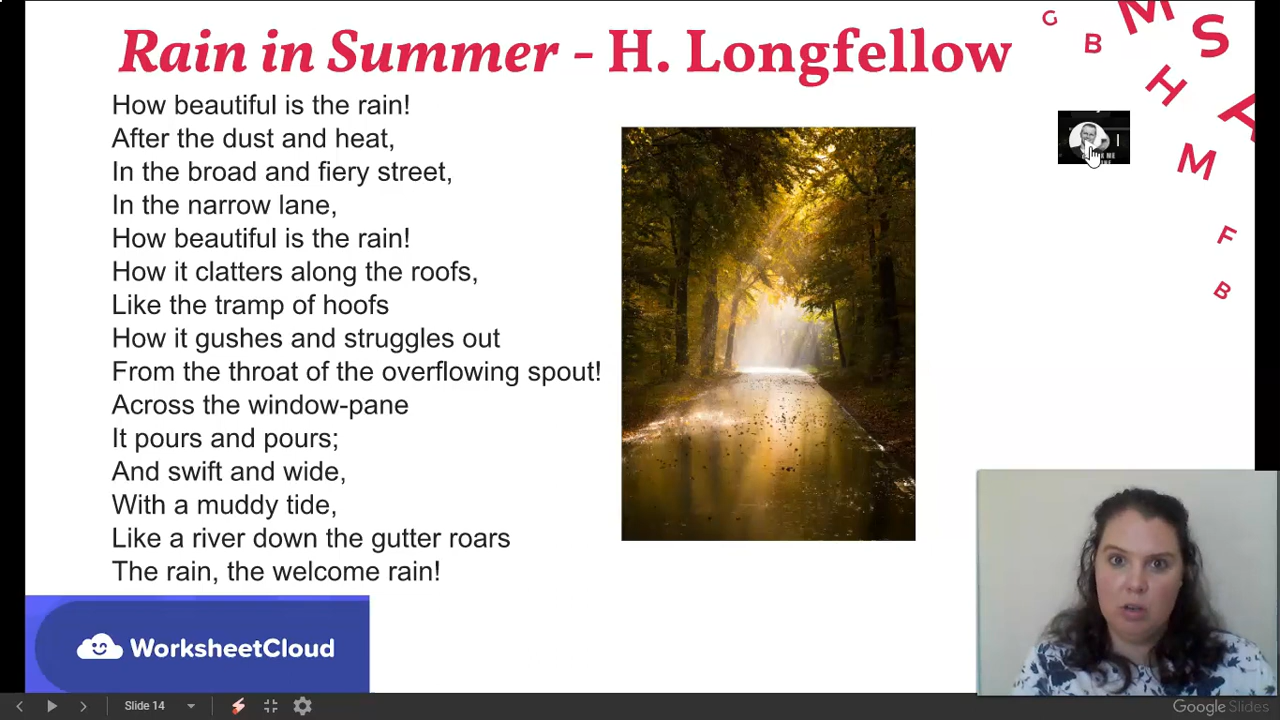 Rain in Summer - H. Longfellow
How beautiful is the rain!
After the dust and heat,
In the broad and fiery street,
In the narrow lane,
How beautiful is the rain!
How it clatters along the roofs,
Like the tramp of hoofs
How it gushes and struggles out
From the throat of the overflowing spout!
Across the window-pane
It pours and pours;
And swift and wide,
With a muddy tide,
Like a river down the gutter roars
The rain, the welcome rain!
G
B
M
S
H
A
M
F
B
WorksheetCloud
Slide 14
Google Slides